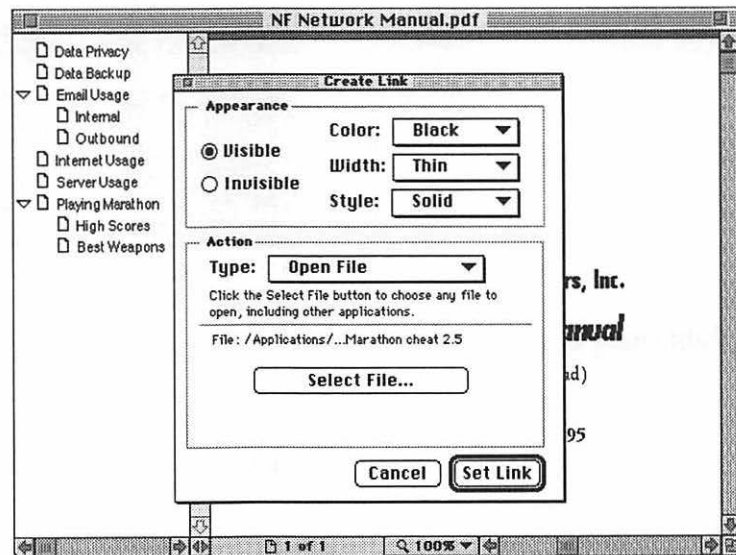 NF Network Manual.pdf
Data Privacy
Data Backup
Email Usage
Internal
Outbound
Internet Usage
Server Usage
Playing Marathon
High Scores
Best Weapons
Create Link
Appearance
Visible
Invisible
Color: Black
Width: Thin
Style: Solid
Action
Type: Open File
Click the Select File button to choose any file to
open, including other applications.
File: /Applications/...Marathon cheat 2.5
Select File...
Cancel
Set Link
rs, Inc.
anual
ad)
95
1 of 1
100%